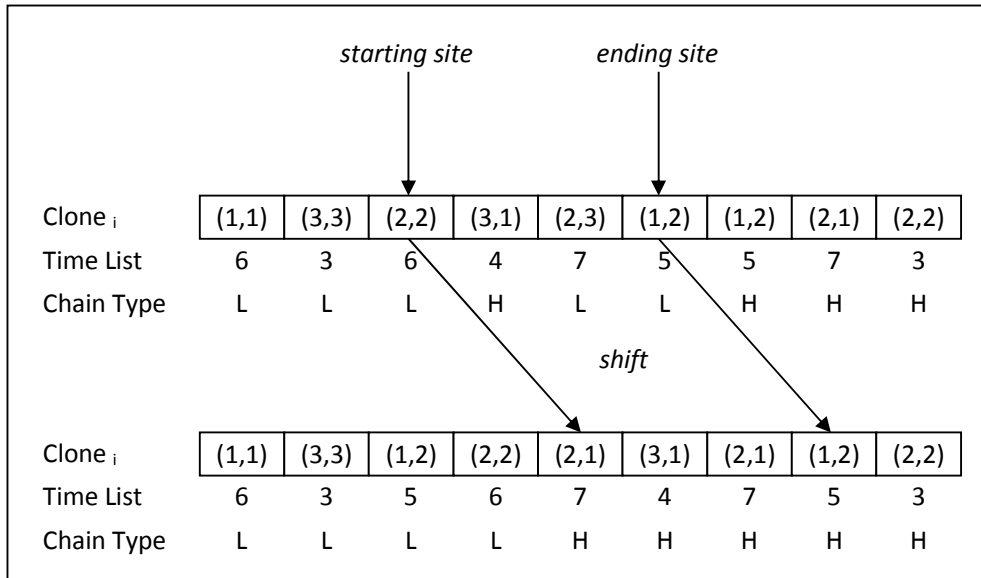 starting site ending site
Clone i (1,1) (3,3) (2,2) (3,1) (2,3) (1,2) (1,2) (2,1) (2,2)
Time List 6 3 6 4 7 5 5 7 3
Chain Type L L L H L L H H H
shift
Clone i (1,1) (3,3) (1,2) (2,2) (2,1) (3,1) (2,1) (1,2) (2,2)
Time List 6 3 5 6 7 4 7 5 3
Chain Type L L L L H H H H H